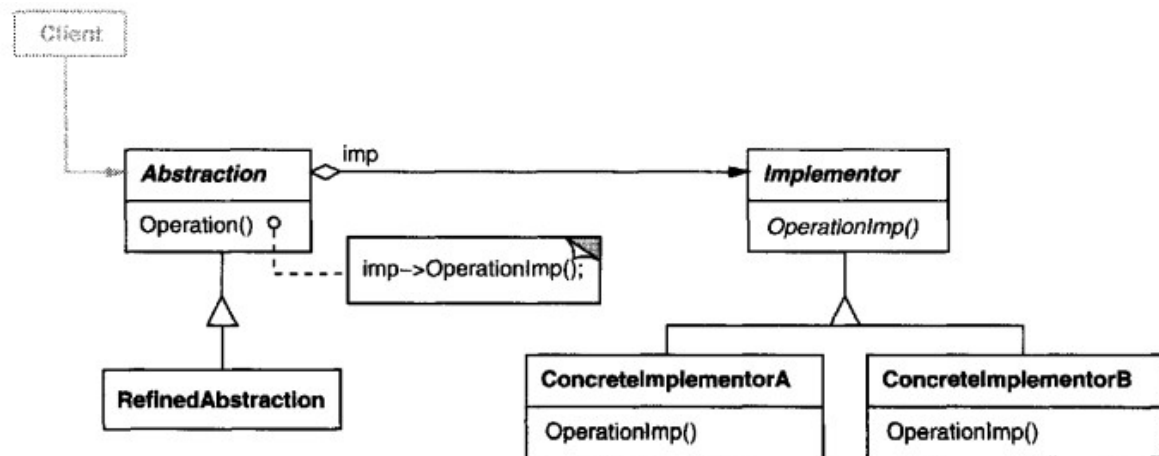 Client
imp
Abstraction
Implementor
Operation()
OperationImp()
imp->OperationImp();
RefinedAbstraction
ConcreteImplementorA
ConcreteImplementorB
OperationImp()
OperationImp()